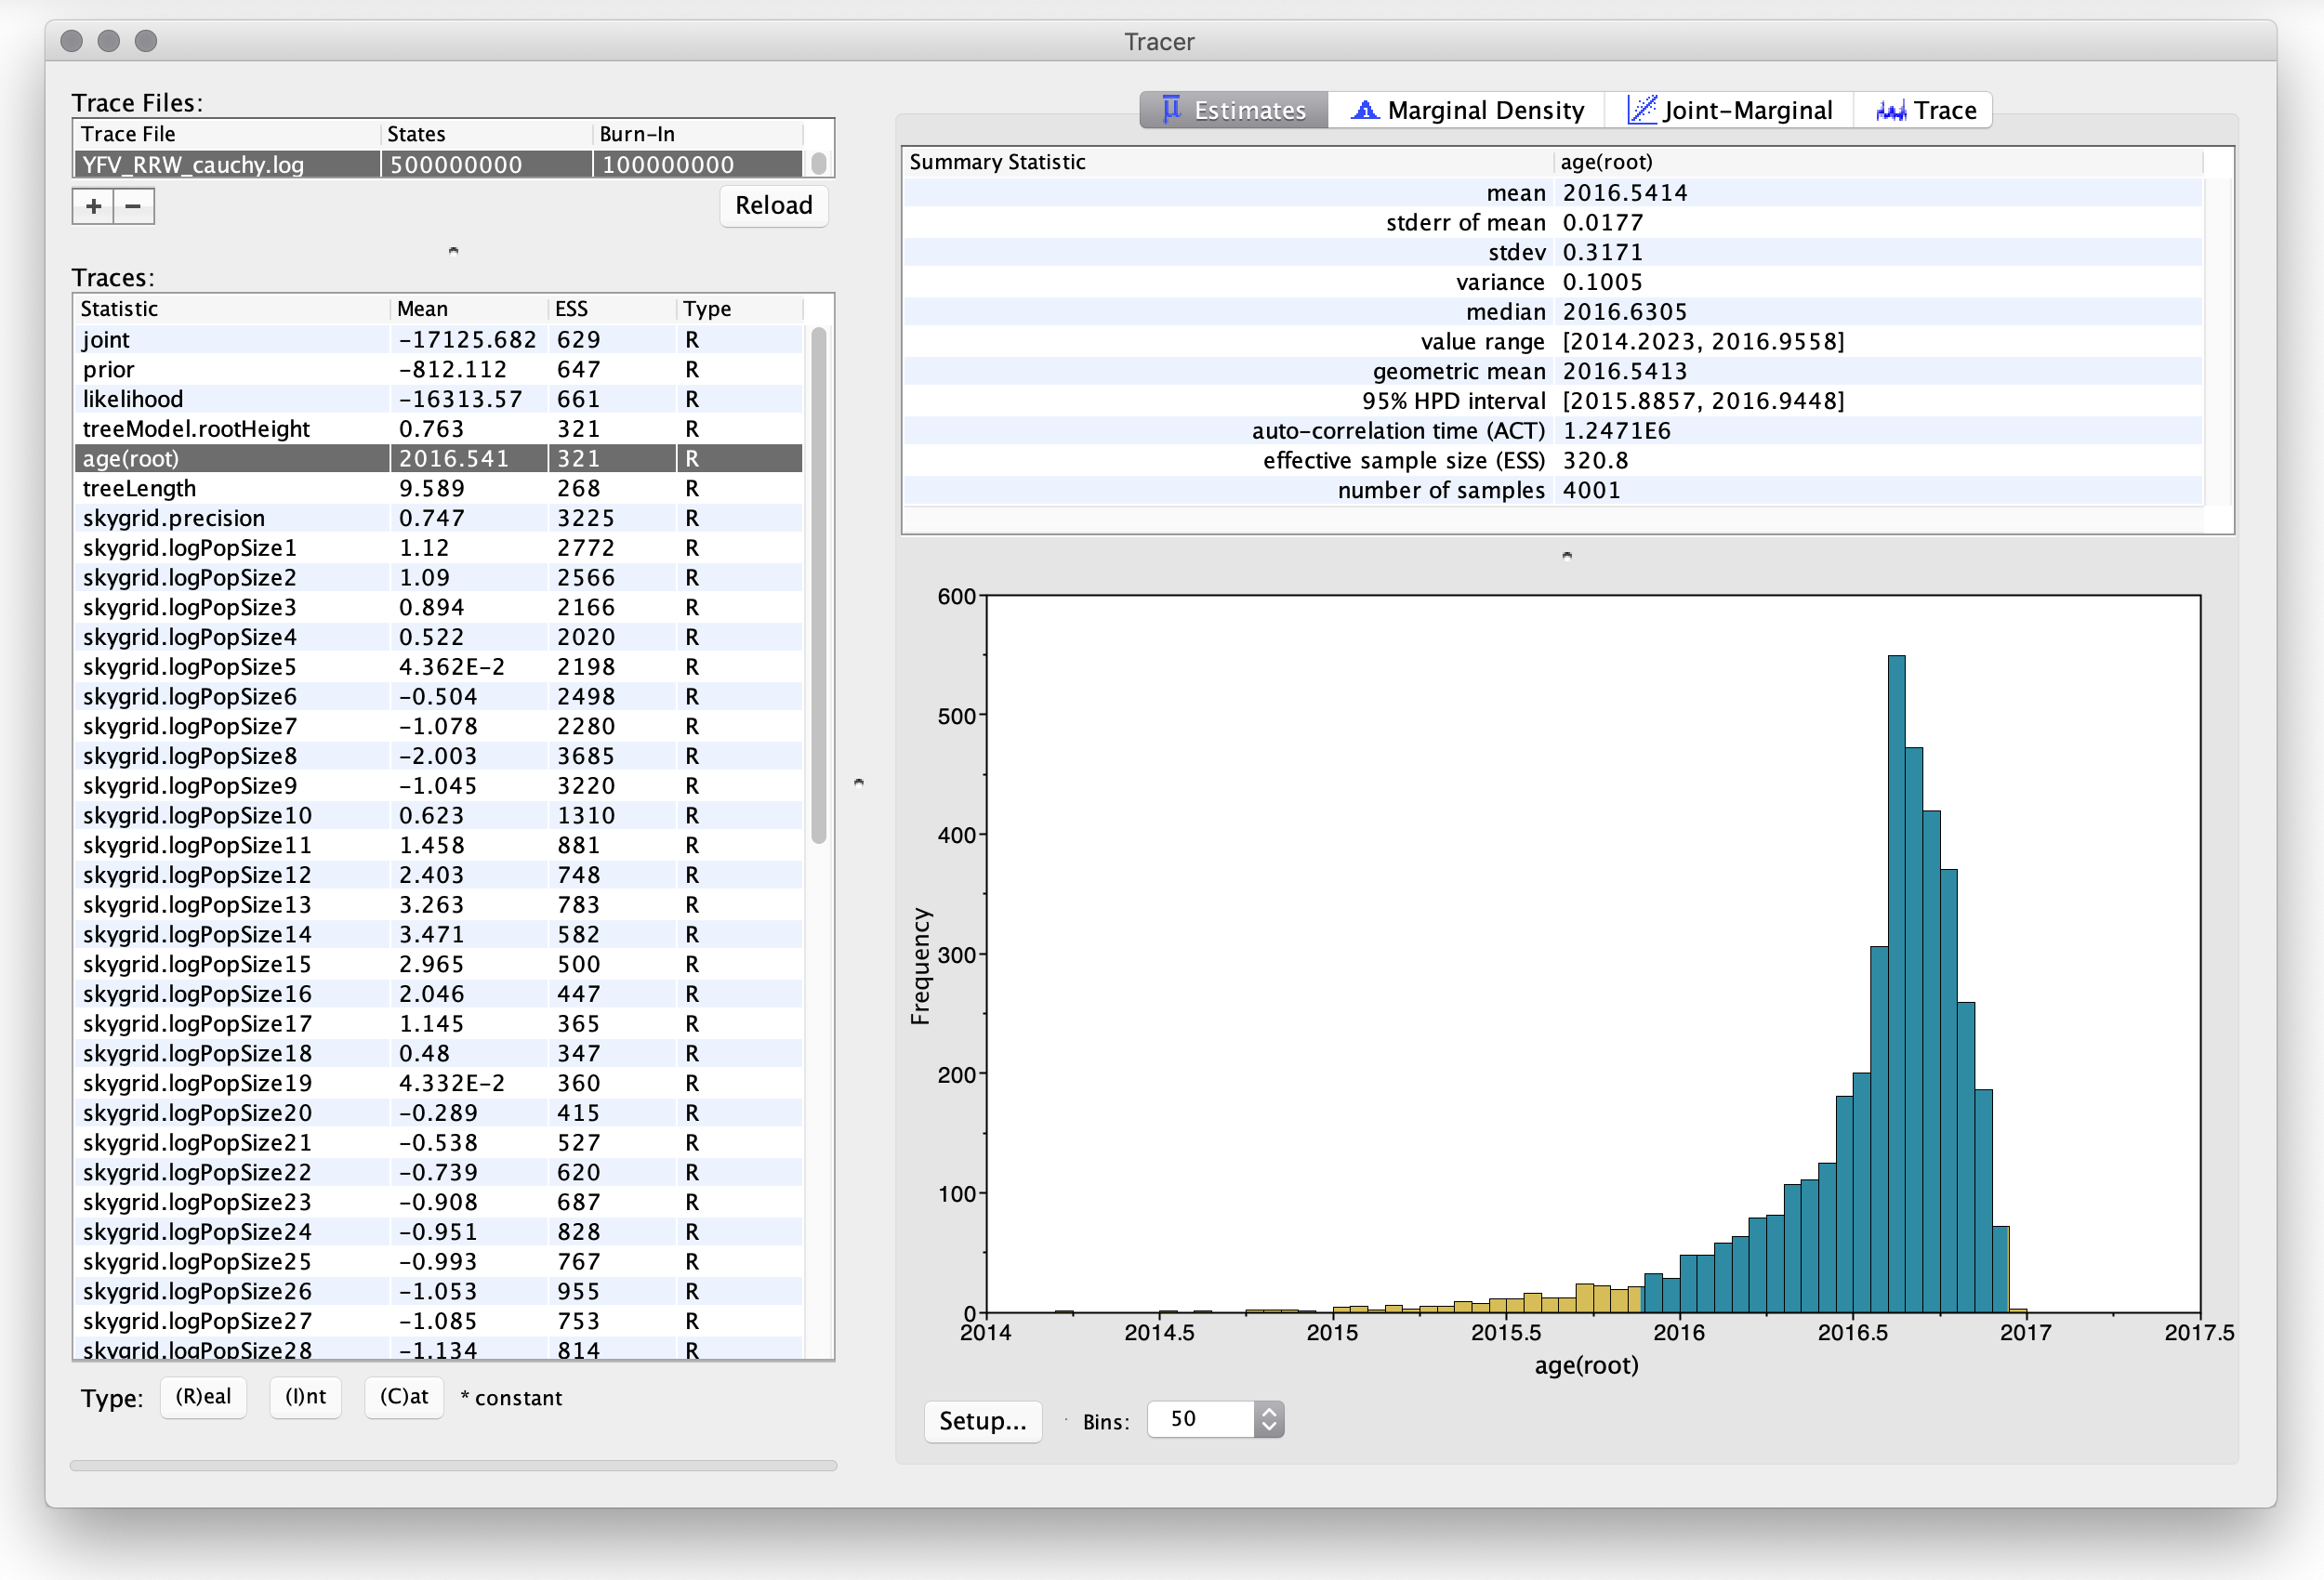 Tracer
Trace Files:
Trace File States Burn-In
YFV_RRW_cauchy.log 500000000 100000000
+ −
Reload
Traces:
Statistic Mean ESS Type
joint -17125.682 629 R
prior -812.112 647 R
likelihood -16313.57 661 R
treeModel.rootHeight 0.763 321 R
age(root) 2016.541 321 R
treeLength 9.589 268 R
skygrid.precision 0.747 3225 R
skygrid.logPopSize1 1.12 2772 R
skygrid.logPopSize2 1.09 2566 R
skygrid.logPopSize3 0.894 2166 R
skygrid.logPopSize4 0.522 2020 R
skygrid.logPopSize5 4.362E-2 2198 R
skygrid.logPopSize6 -0.504 2498 R
skygrid.logPopSize7 -1.078 2280 R
skygrid.logPopSize8 -2.003 3685 R
skygrid.logPopSize9 -1.045 3220 R
skygrid.logPopSize10 0.623 1310 R
skygrid.logPopSize11 1.458 881 R
skygrid.logPopSize12 2.403 748 R
skygrid.logPopSize13 3.263 783 R
skygrid.logPopSize14 3.471 582 R
skygrid.logPopSize15 2.965 500 R
skygrid.logPopSize16 2.046 447 R
skygrid.logPopSize17 1.145 365 R
skygrid.logPopSize18 0.48 347 R
skygrid.logPopSize19 4.332E-2 360 R
skygrid.logPopSize20 -0.289 415 R
skygrid.logPopSize21 -0.538 527 R
skygrid.logPopSize22 -0.739 620 R
skygrid.logPopSize23 -0.908 687 R
skygrid.logPopSize24 -0.951 828 R
skygrid.logPopSize25 -0.993 767 R
skygrid.logPopSize26 -1.053 955 R
skygrid.logPopSize27 -1.085 753 R
skygrid.logPopSize28 -1.134 814 R
Type: (R)eal (I)nt (C)at * constant
Estimates Marginal Density Joint-Marginal Trace
Summary Statistic age(root)
mean 2016.5414
stderr of mean 0.0177
stdev 0.3171
variance 0.1005
median 2016.6305
value range [2014.2023, 2016.9558]
geometric mean 2016.5413
95% HPD interval [2015.8857, 2016.9448]
auto-correlation time (ACT) 1.2471E6
effective sample size (ESS) 320.8
number of samples 4001
600
500
400
300
200
100
0
Frequency
2014 2014.5 2015 2015.5 2016 2016.5 2017 2017.5
age(root)
Setup... Bins: 50